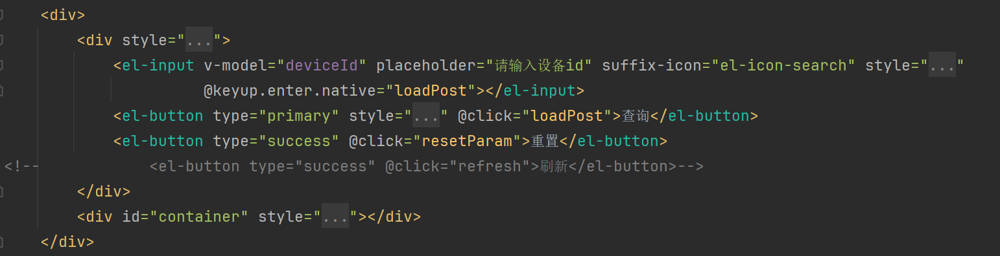 <div>
<div style="...">
<el-input v-model="deviceId" placeholder="请输入设备id" suffix-icon="el-icon-search" style="..."
@keyup.enter.native="loadPost"></el-input>
<el-button type="primary" style="..." @click="loadPost">查询</el-button>
<el-button type="success" @click="resetParam">重置</el-button>
<!--            <el-button type="success" @click="refresh">刷新</el-button>-->
</div>
<div id="container" style="..."></div>
</div>